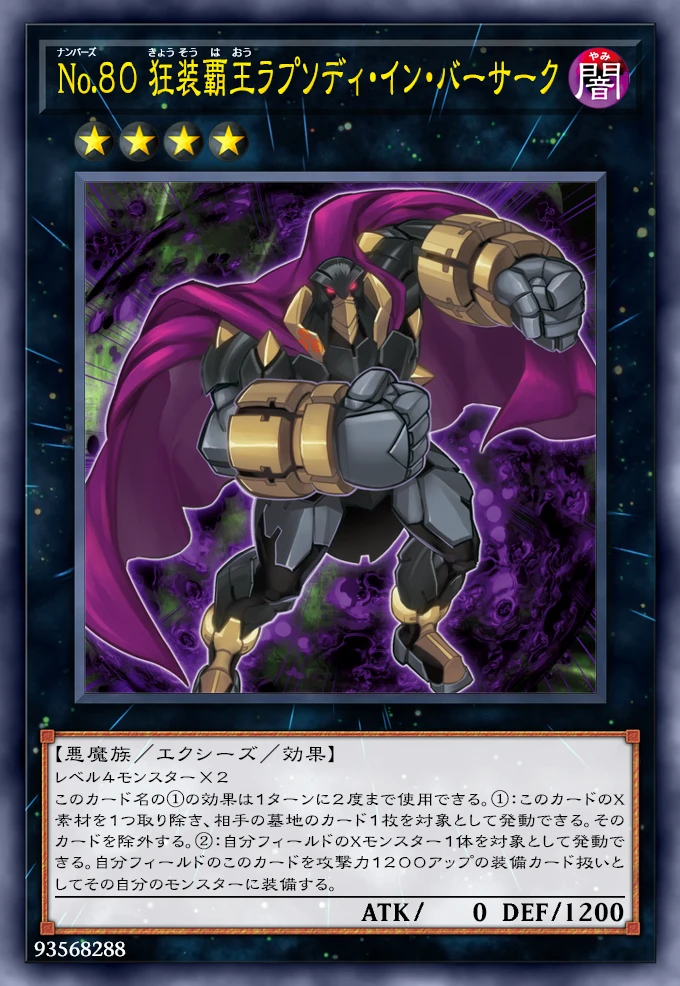 ナンバーズ きょう そう は おう
No.80 狂装覇王ラプソディ・イン・バーサーク
やみ
闇
【悪魔族／エクシーズ／効果】
レベル４モンスター×２
このカード名の①の効果は１ターンに２度まで使用できる。①：このカードのX
素材を１つ取り除き、相手の墓地のカード１枚を対象として発動できる。その
カードを除外する。②：自分フィールドのXモンスター１体を対象として発動で
きる。自分フィールドのこのカードを攻撃力１２００アップの装備カード扱いと
してその自分のモンスターに装備する。
ATK/ 0 DEF/1200
93568288